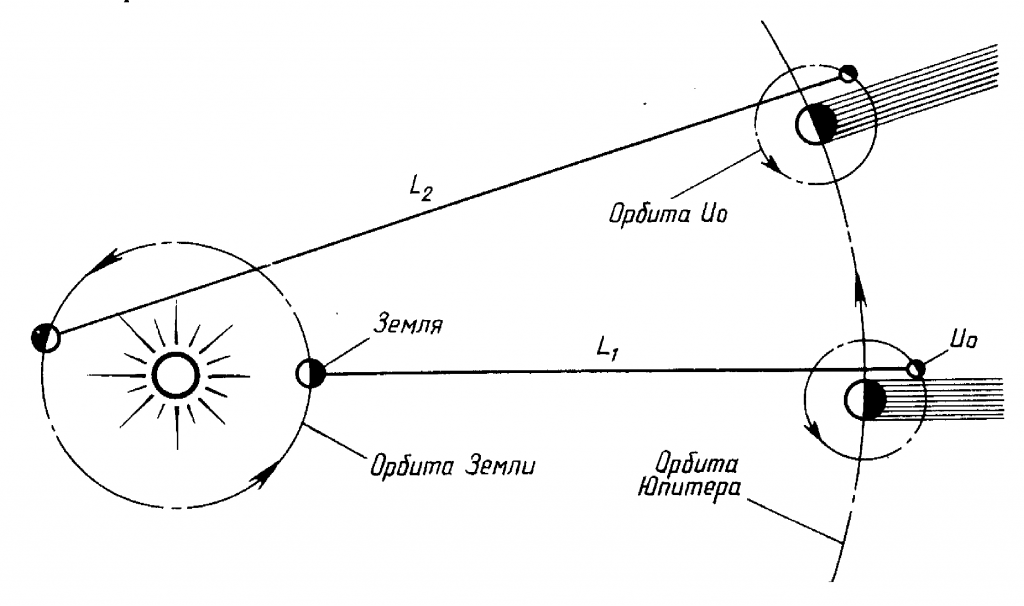 L2
Орбита Ио
Земля
L1
Ио
Орбита Земли
Орбита
Юпитера